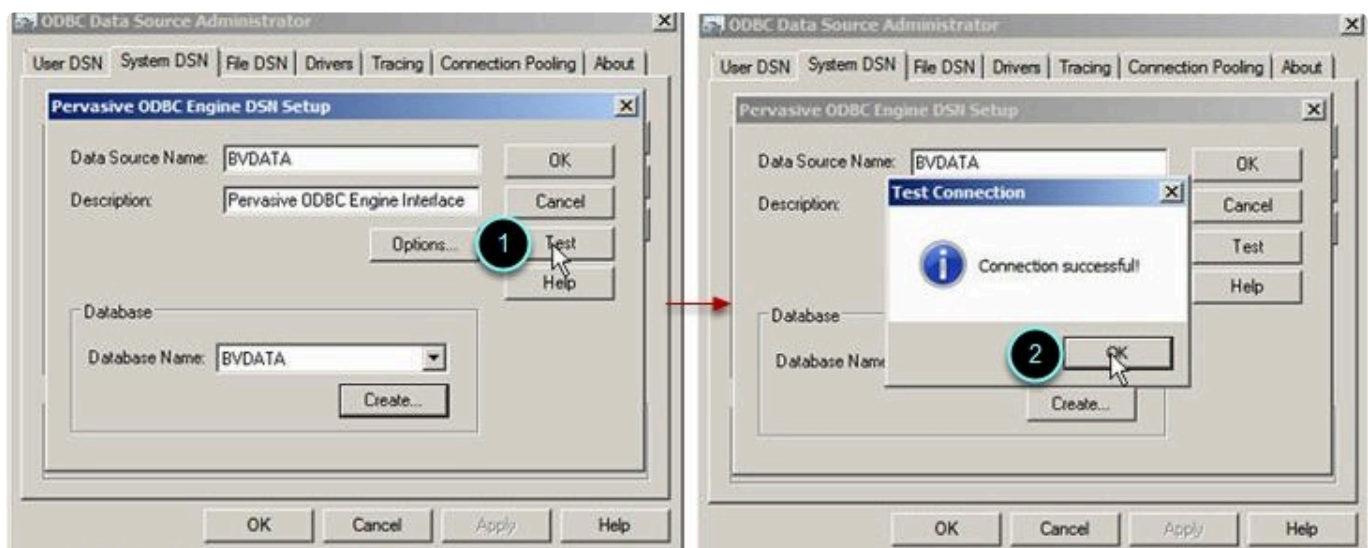 ODBC Data Source Administrator
User DSN System DSN File DSN Drivers Tracing Connection Pooling About
Pervasive ODBC Engine DSN Setup
Data Source Name: BVDATA OK
Description: Pervasive ODBC Engine Interface Cancel
Options... 1 Test
Help
Database
Database Name: BVDATA
Create...
OK Cancel Apply Help
ODBC Data Source Administrator
User DSN System DSN File DSN Drivers Tracing Connection Pooling About
Pervasive ODBC Engine DSN Setup
Data Source Name: BVDATA OK
Test Connection
Description: Cancel
Test
Connection successful!
Help
Database
2 OK
Database Name
Create...
OK Cancel Apply Help